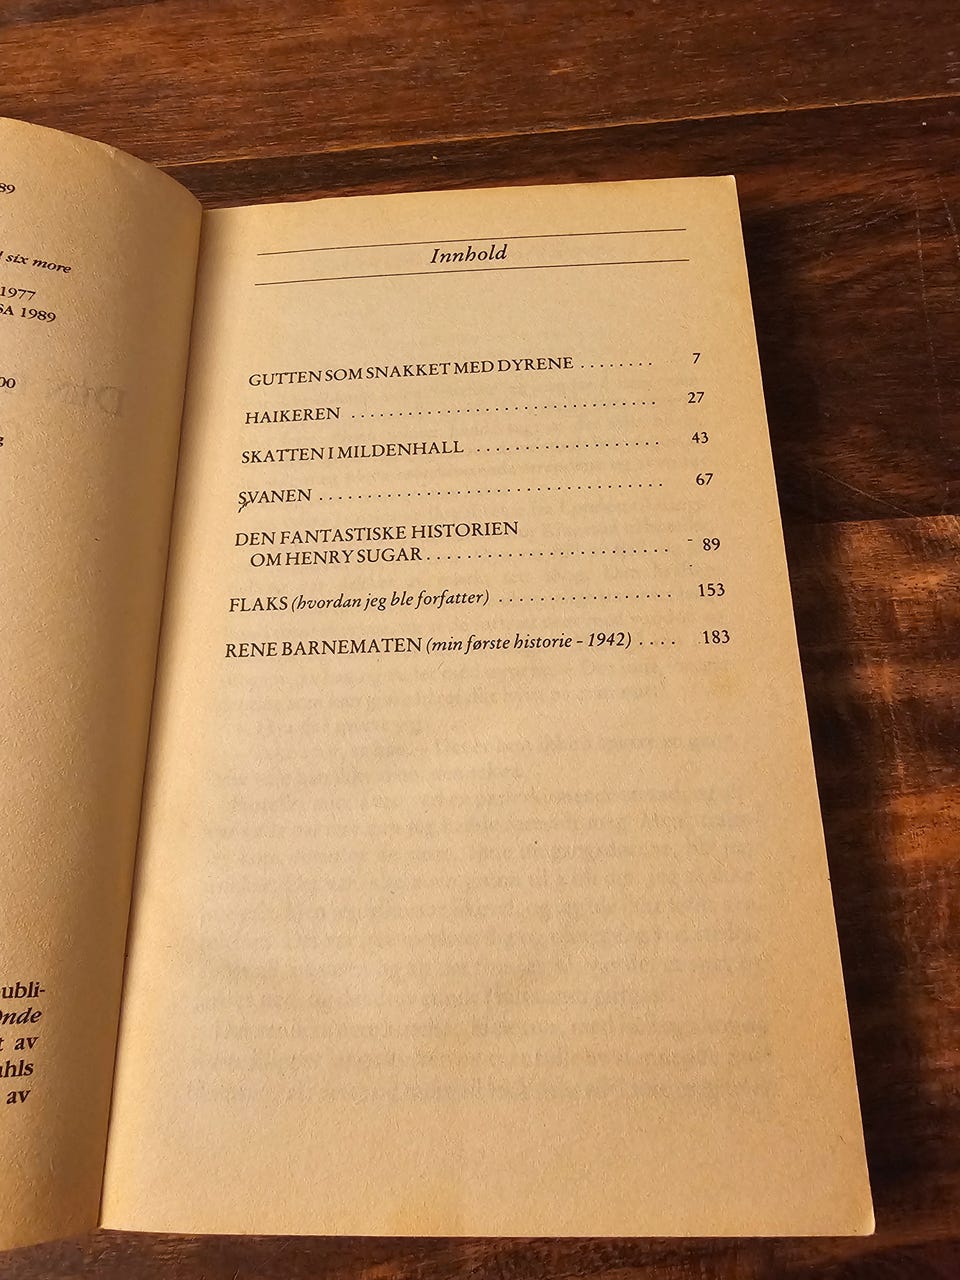 89
six more
1977
SA 1989
00
g
ubli-
Onde
t av
ahls
av
Innhold
GUTTEN SOM SNAKKET MED DYRENE ........ 7
HAIKEREN ................................. 27
SKATTEN I MILDENHALL .................... 43
SVANEN .................................... 67
DEN FANTASTISKE HISTORIEN
OM HENRY SUGAR.......................... 89
FLAKS (hvordan jeg ble forfatter) .................. 153
RENE BARNEMATEN (min første historie - 1942) .... 183